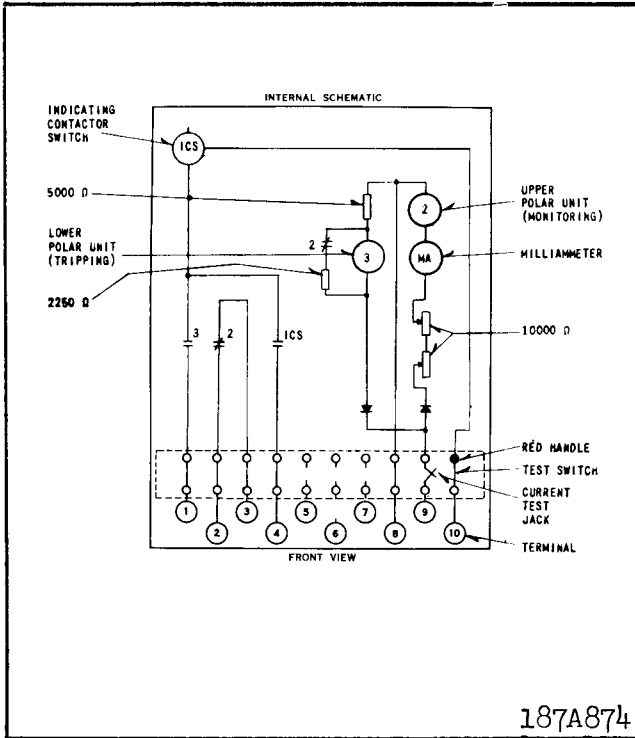 INTERNAL SCHEMATIC
INDICATING
CONTACTOR
SWITCH
ICS
5000 Ω
LOWER
POLAR UNIT
(TRIPPING)
2250 Ω
2
3
2
MA
UPPER
POLAR UNIT
(MONITORING)
MILLIAMMETER
10000 Ω
3
2
ICS
RED HANDLE
TEST SWITCH
CURRENT
TEST
JACK
TERMINAL
1
2
3
4
5
6
7
8
9
10
FRONT VIEW
187A874